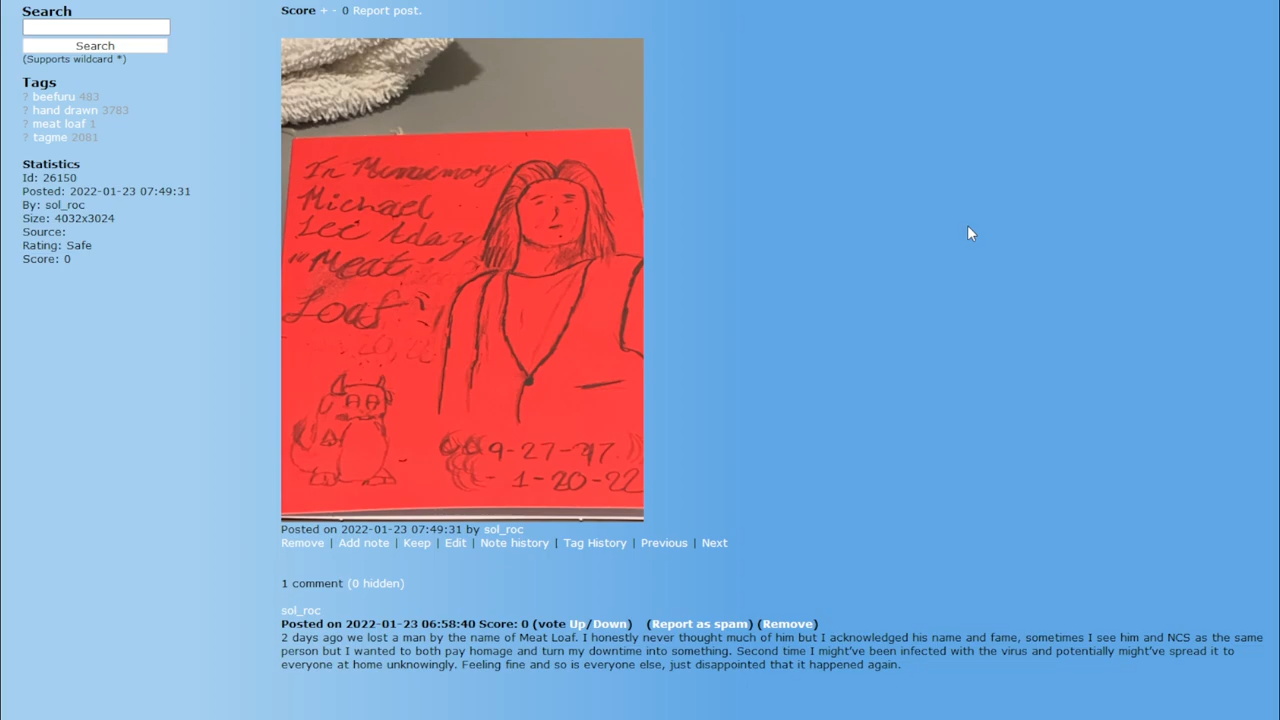 Search
Search
(Supports wildcard *)
Tags
? beefuru 483
? hand drawn 3783
? meat loaf 1
? tagme 2081
Statistics
Id: 26150
Posted: 2022-01-23 07:49:31
By: sol_roc
Size: 4032x3024
Source:
Rating: Safe
Score: 0
Score + - 0 Report post.
In Memmemory
Michael
Lee Aday
"Meat
Loaf"
9-27-47
- 1-20-22
Posted on 2022-01-23 07:49:31 by sol_roc
Remove | Add note | Keep | Edit | Note history | Tag History | Previous | Next
1 comment (0 hidden)
sol_roc
Posted on 2022-01-23 06:58:40 Score: 0 (vote Up/Down) (Report as spam) (Remove)
2 days ago we lost a man by the name of Meat Loaf. I honestly never thought much of him but I acknowledged his name and fame, sometimes I see him and NCS as the same
person but I wanted to both pay homage and turn my downtime into something. Second time I might’ve been infected with the virus and potentially might’ve spread it to
everyone at home unknowingly. Feeling fine and so is everyone else, just disappointed that it happened again.